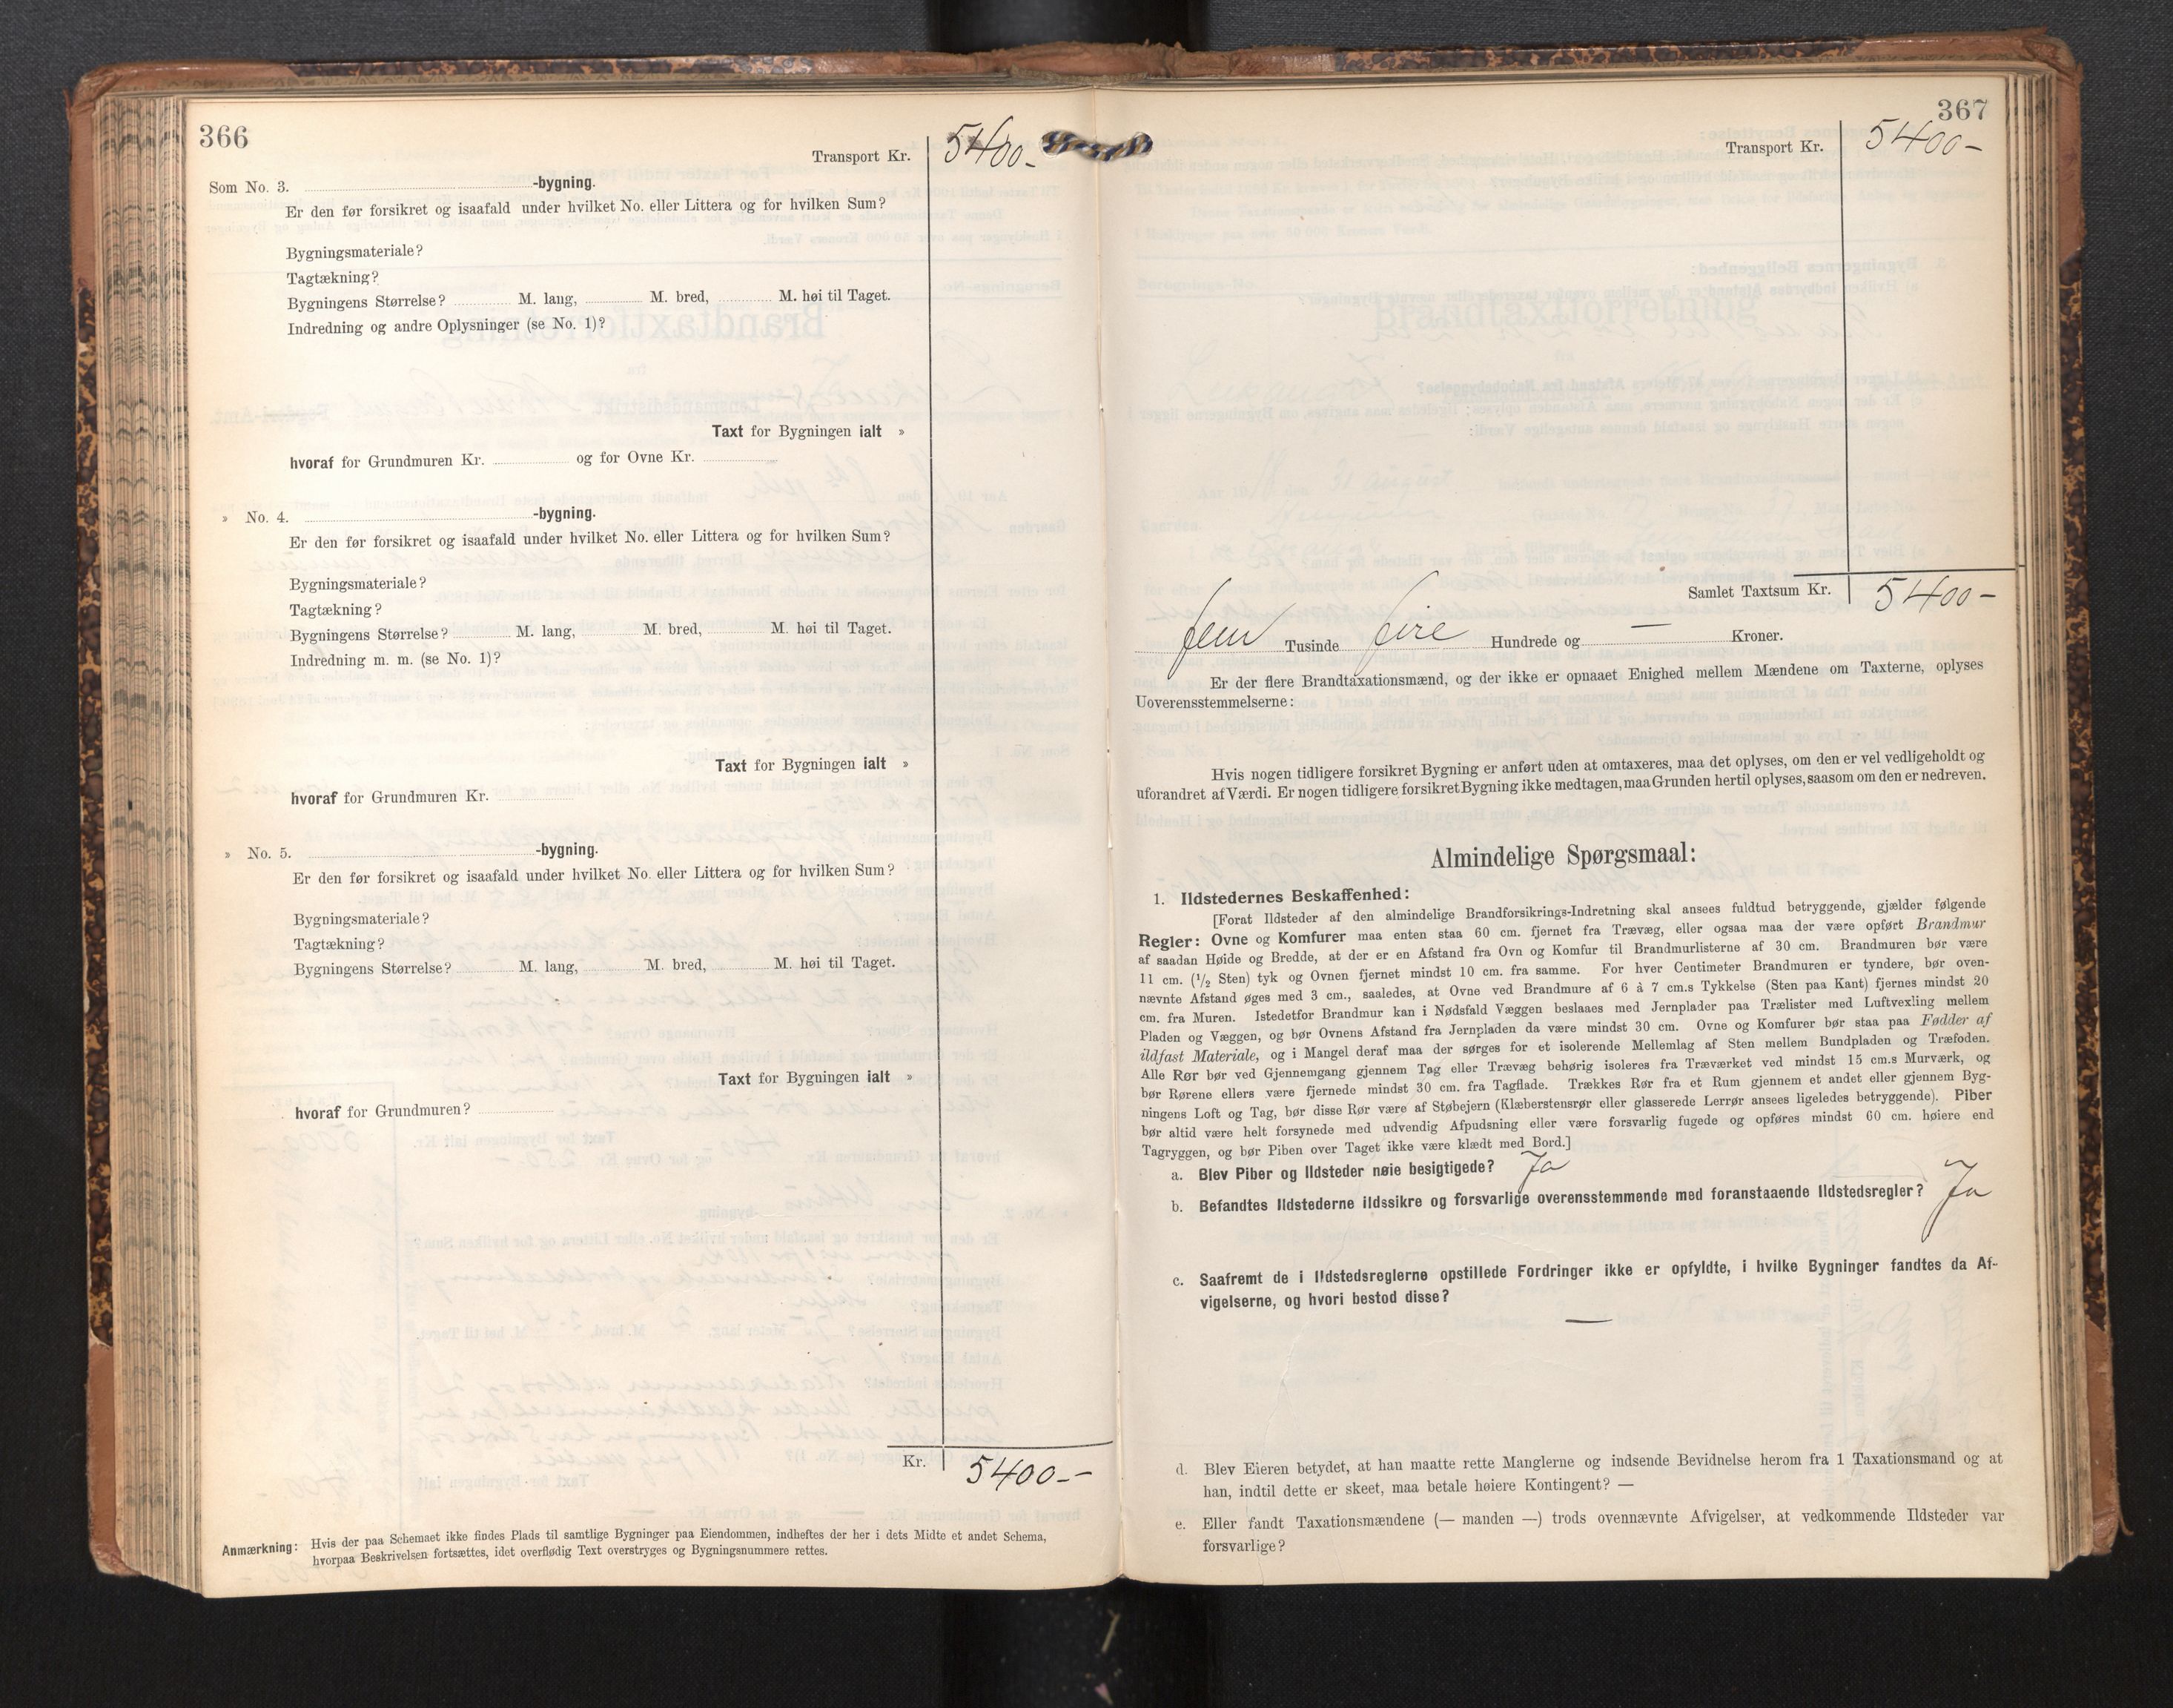 366
Transport Kr. 5400-
Som No. 3. -bygning.
Er den før forsikret og isaafald under hvilket No. eller Littera og for hvilken Sum?
Bygningsmateriale?
Tagtækning?
Bygningens Størrelse? M. lang, M. bred, M. høi til Taget.
Indredning og andre Oplysninger (se No. 1)?
Taxt for Bygningen ialt »
hvoraf for Grundmuren Kr. og for Ovne Kr.
» No. 4. -bygning.
Er den før forsikret og isaafald under hvilket No. eller Littera og for hvilken Sum?
Bygningsmateriale?
Tagtækning?
Bygningens Størrelse? M. lang, M. bred, M. høi til Taget.
Indredning m. m. (se No. 1)?
Taxt for Bygningen ialt »
hvoraf for Grundmuren Kr.
» No. 5. -bygning.
Er den før forsikret og isaafald under hvilket No. eller Littera og for hvilken Sum?
Bygningsmateriale?
Tagtækning?
Bygningens Størrelse? M. lang, M. bred, M. høi til Taget.
Taxt for Bygningen ialt »
hvoraf for Grundmuren?
Kr. 5400--
Anmærkning: Hvis der paa Schemaet ikke findes Plads til samtlige Bygninger paa Eiendommen, indheftes der her i dets Midte et andet Schema,
hvorpaa Beskrivelsen fortsættes, idet overflødig Text overstryges og Bygningsnummere rettes.
367
Transport Kr. 5400-
Samlet Taxtsum Kr. 5400-
fem Tusinde fire Hundrede og — Kroner.
Er der flere Brandtaxationsmænd, og der ikke er opnaaet Enighed mellem Mændene om Taxterne, oplyses
Uoverensstemmelserne:
Hvis nogen tidligere forsikret Bygning er anført uden at omtaxeres, maa det oplyses, om den er vel vedligeholdt og
uforandret af Værdi. Er nogen tidligere forsikret Bygning ikke medtagen, maa Grunden hertil oplyses, saasom om den er nedreven.
Almindelige Spørgsmaal:
1. Ildstedernes Beskaffenhed:
[Forat Ildsteder af den almindelige Brandforsikrings-Indretning skal ansees fuldtud betryggende, gjælder følgende
Regler: Ovne og Komfurer maa enten staa 60 cm. fjernet fra Trævæg, eller ogsaa maa der være opført Brandmur
af saadan Høide og Bredde, at der er en Afstand fra Ovn og Komfur til Brandmurlisterne af 30 cm. Brandmuren bør være
11 cm. (1/2 Sten) tyk og Ovnen fjernet mindst 10 cm. fra samme. For hver Centimeter Brandmuren er tyndere, bør oven-
nævnte Afstand øges med 3 cm., saaledes, at Ovne ved Brandmure af 6 à 7 cm.s Tykkelse (Sten paa Kant) fjernes mindst 20
cm. fra Muren. Istedetfor Brandmur kan i Nødsfald Væggen beslaaes med Jernplader paa Trælister med Luftvexling mellem
Pladen og Væggen, og bør Ovnens Afstand fra Jernpladen da være mindst 30 cm. Ovne og Komfurer bør staa paa Fødder af
ildfast Materiale, og i Mangel deraf maa der sørges for et isolerende Mellemlag af Sten mellem Bundpladen og Træfoden.
Alle Rør bør ved Gjennemgang gjennem Tag eller Trævæg behørig isoleres fra Træværket ved mindst 15 cm.s Murværk, og
bør Rørene ellers være fjernede mindst 30 cm. fra Tagflade. Trækkes Rør fra et Rum gjennem et andet eller gjennem Byg-
ningens Loft og Tag, bør disse Rør være af Støbejern (Klæberstensrør eller glasserede Lerrør ansees ligeledes betryggende). Piber
bør altid være helt forsynede med udvendig Afpudsning eller være forsvarlig fugede og opføres mindst 60 cm. høiere end
Tagryggen, og bør Piben over Taget ikke være klædt med Bord.]
a. Blev Piber og Ildsteder nøie besigtigede? Ja
b. Befandtes Ildstederne ildssikre og forsvarlige overensstemmende med foranstaaende Ildstedsregler? Ja
c. Saafremt de i Ildstedsreglerne opstillede Fordringer ikke er opfyldte, i hvilke Bygninger fandtes da Af-
vigelserne, og hvori bestod disse?
—
d. Blev Eieren betydet, at han maatte rette Manglerne og indsende Bevidnelse herom fra 1 Taxationsmand og at
han, indtil dette er skeet, maa betale høiere Kontingent? —
e. Eller fandt Taxationsmændene (— manden —) trods ovennævnte Afvigelser, at vedkommende Ildsteder var
forsvarlige?